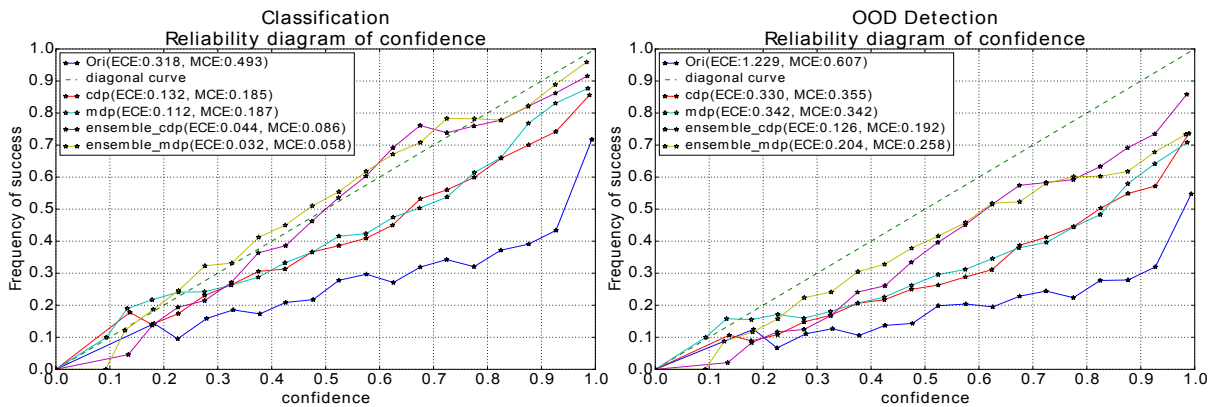 Classification
Reliability diagram of confidence
Ori(ECE:0.318, MCE:0.493)
diagonal curve
cdp(ECE:0.132, MCE:0.185)
mdp(ECE:0.112, MCE:0.187)
ensemble_cdp(ECE:0.044, MCE:0.086)
ensemble_mdp(ECE:0.032, MCE:0.058)
Frequency of success
1.0
0.9
0.8
0.7
0.6
0.5
0.4
0.3
0.2
0.1
0.0
0.0 0.1 0.2 0.3 0.4 0.5 0.6 0.7 0.8 0.9 1.0
confidence
OOD Detection
Reliability diagram of confidence
Ori(ECE:1.229, MCE:0.607)
diagonal curve
cdp(ECE:0.330, MCE:0.355)
mdp(ECE:0.342, MCE:0.342)
ensemble_cdp(ECE:0.126, MCE:0.192)
ensemble_mdp(ECE:0.204, MCE:0.258)
Frequency of success
1.0
0.9
0.8
0.7
0.6
0.5
0.4
0.3
0.2
0.1
0.0
0.0 0.1 0.2 0.3 0.4 0.5 0.6 0.7 0.8 0.9 1.0
confidence